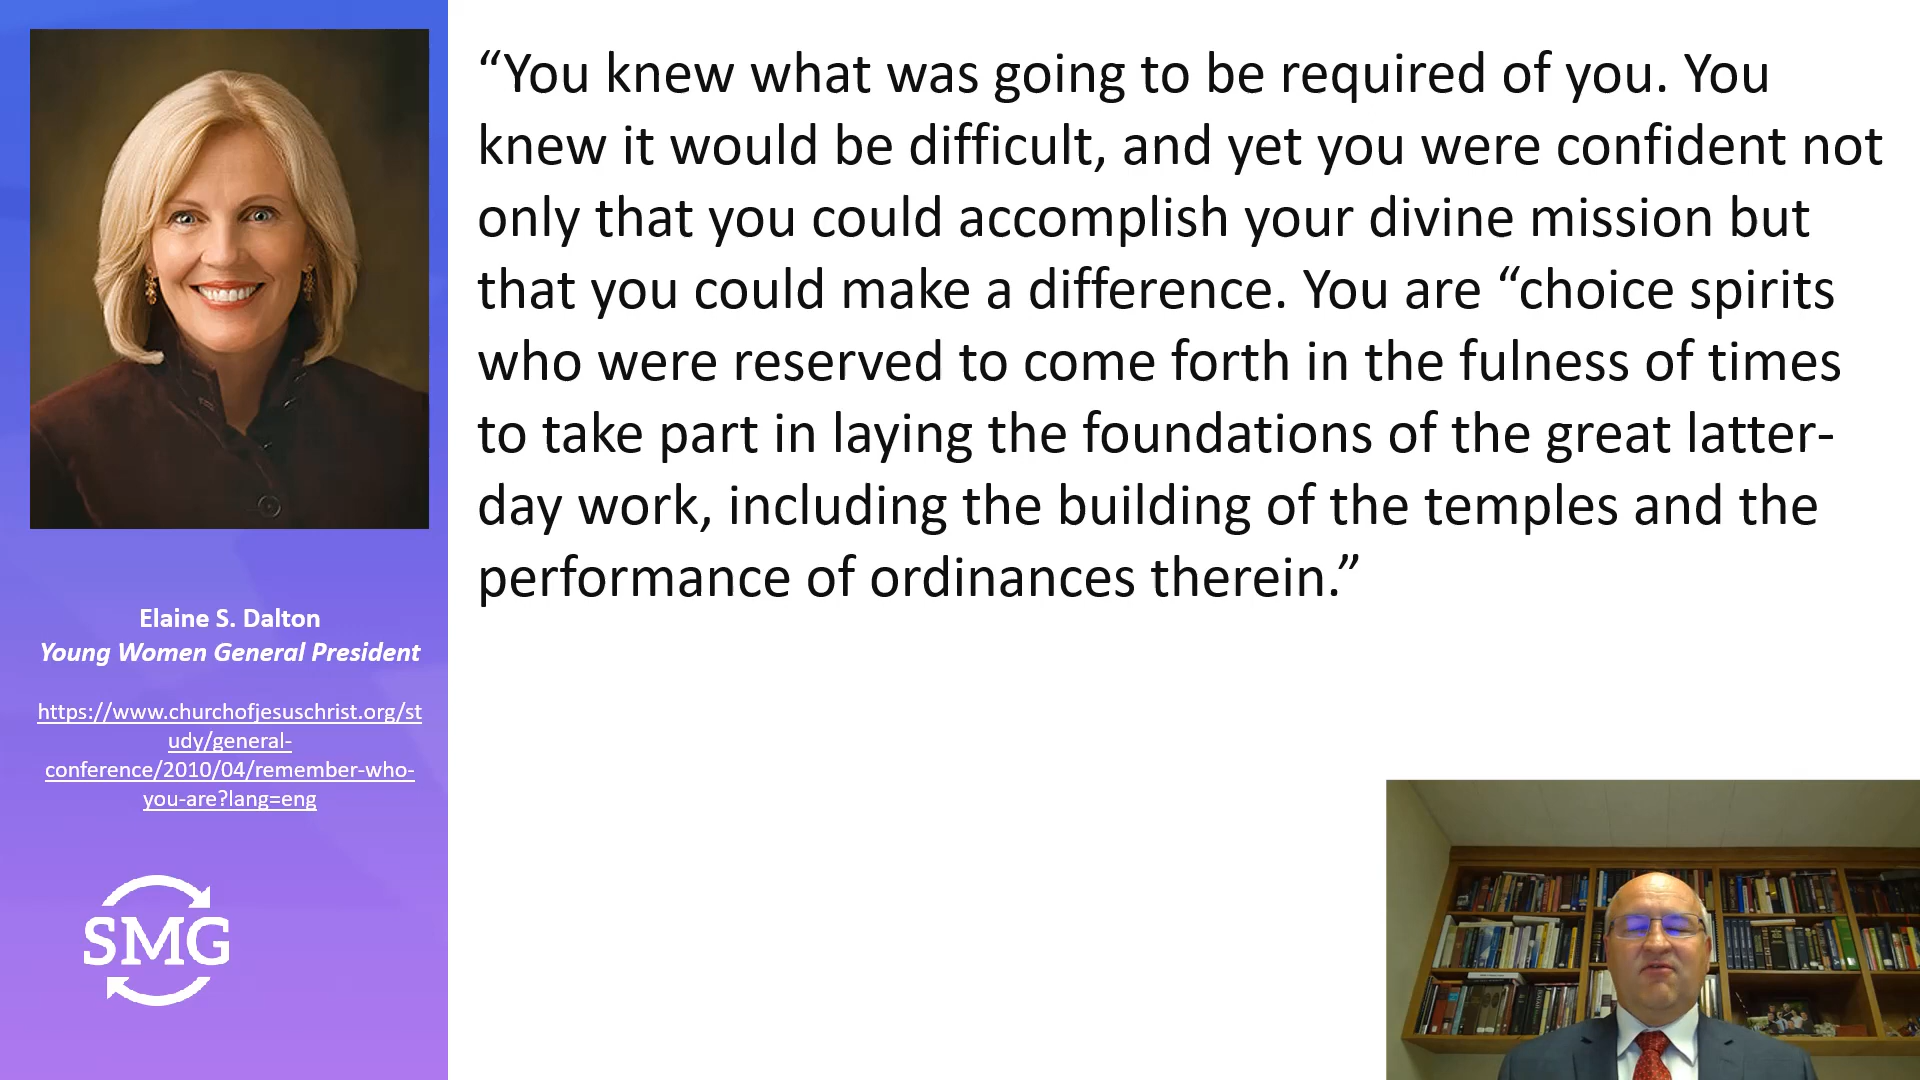 “You knew what was going to be required of you. You
knew it would be difficult, and yet you were confident not
only that you could accomplish your divine mission but
that you could make a difference. You are “choice spirits
who were reserved to come forth in the fulness of times
to take part in laying the foundations of the great latter-
day work, including the building of the temples and the
performance of ordinances therein.”
Elaine S. Dalton
Young Women General President
https://www.churchofjesuschrist.org/st
udy/general-
conference/2010/04/remember-who-
you-are?lang=eng
SMG